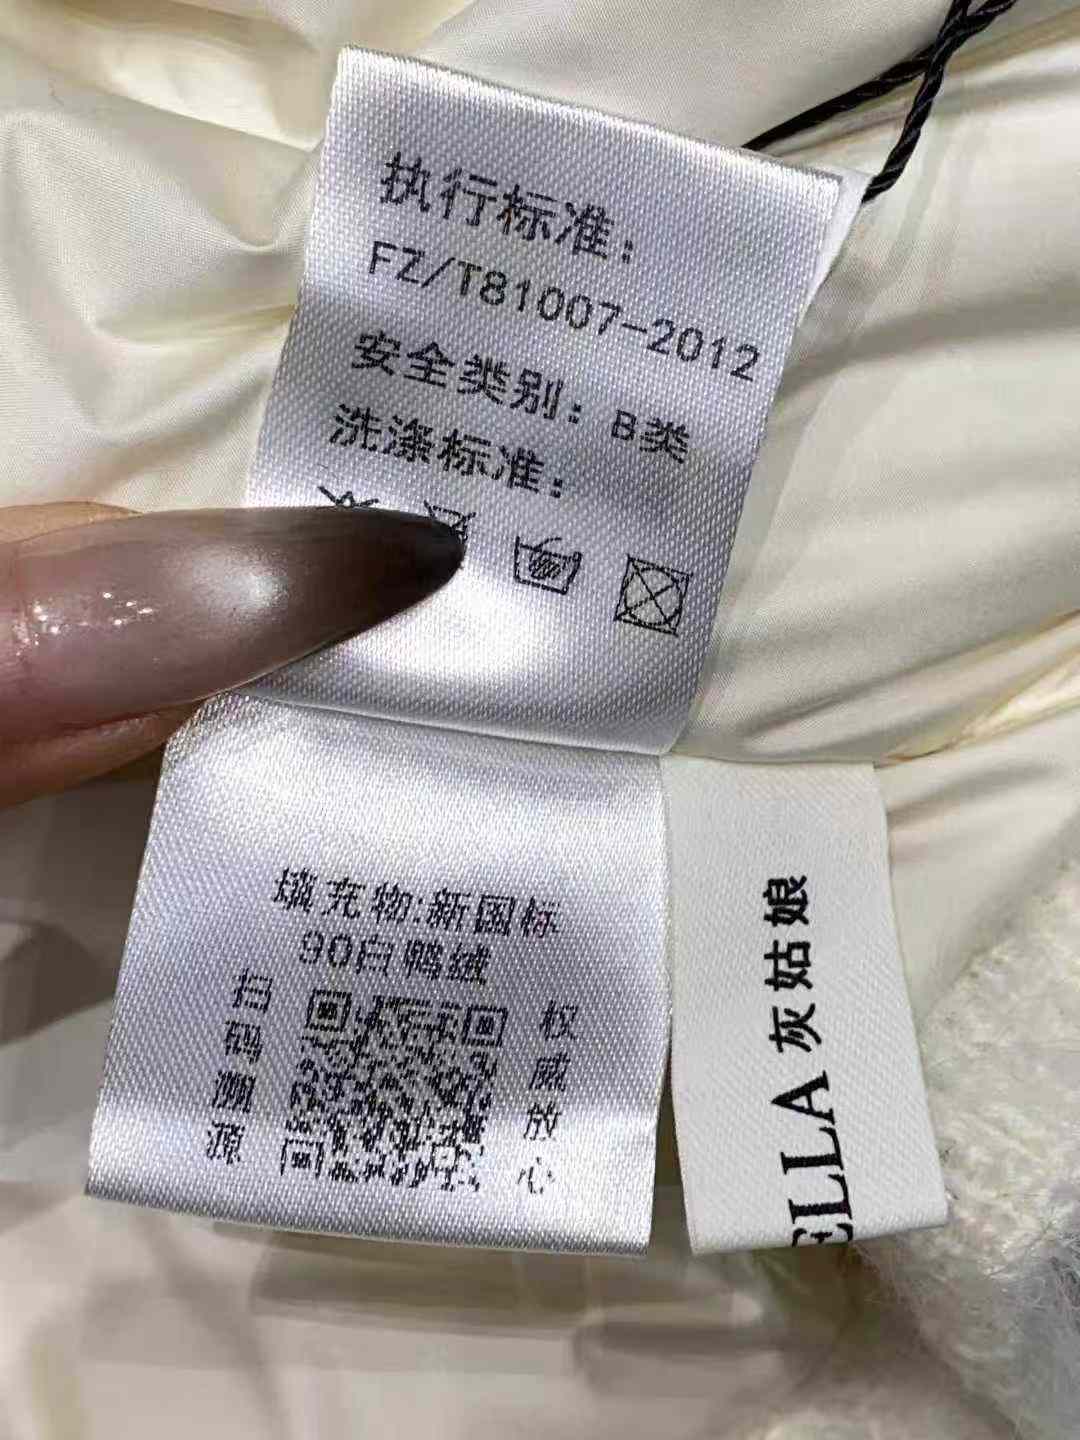 执行标准：
FZ/T81007-2012
安全类别：B类
洗涤标准：
填充物:新国标
90白鸭绒
扫码溯源
权威放心
ELLA 灰姑娘